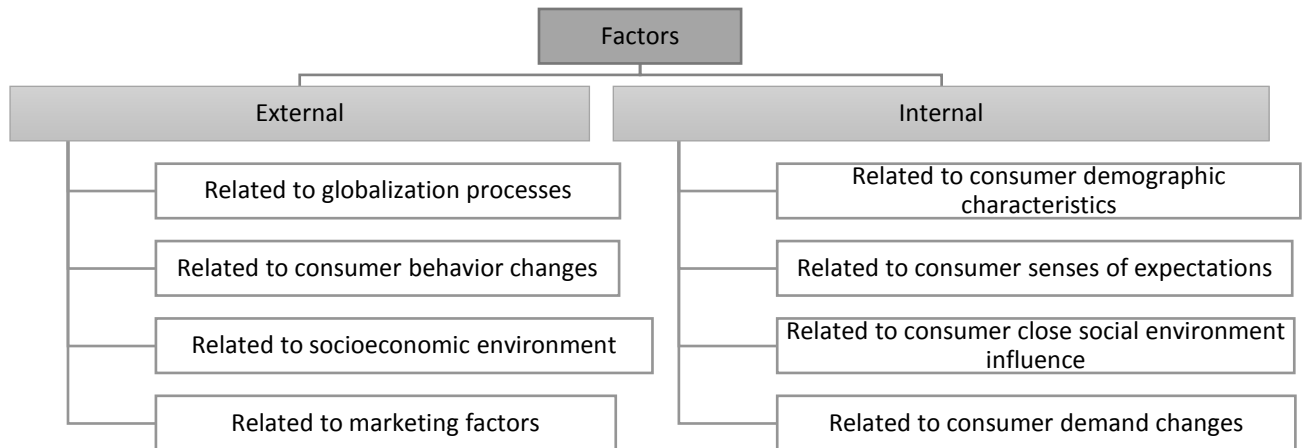 Factors
External
Internal
Related to globalization processes
Related to consumer behavior changes
Related to socioeconomic environment
Related to marketing factors
Related to consumer demographic
characteristics
Related to consumer senses of expectations
Related to consumer close social environment
influence
Related to consumer demand changes